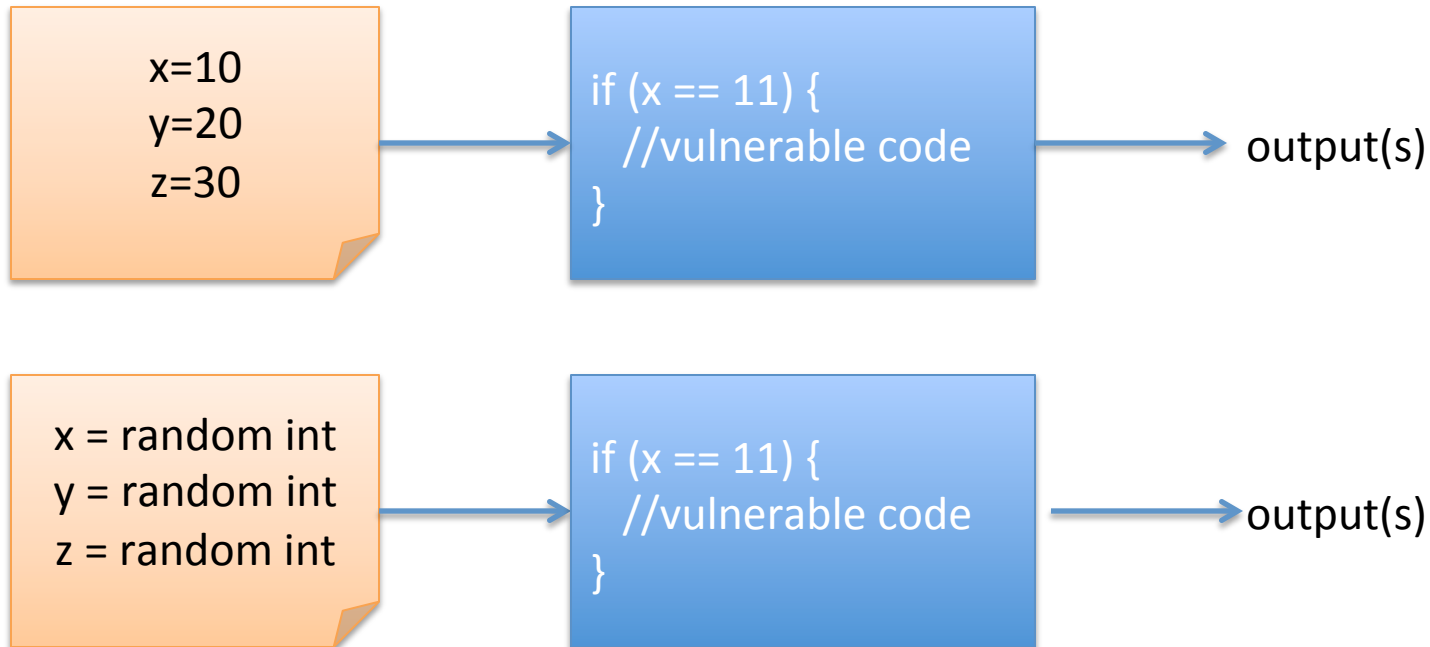 x=10
y=20
z=30
if (x == 11) {
//vulnerable code
}
output(s)
x = random int
y = random int
z = random int
if (x == 11) {
//vulnerable code
}
output(s)